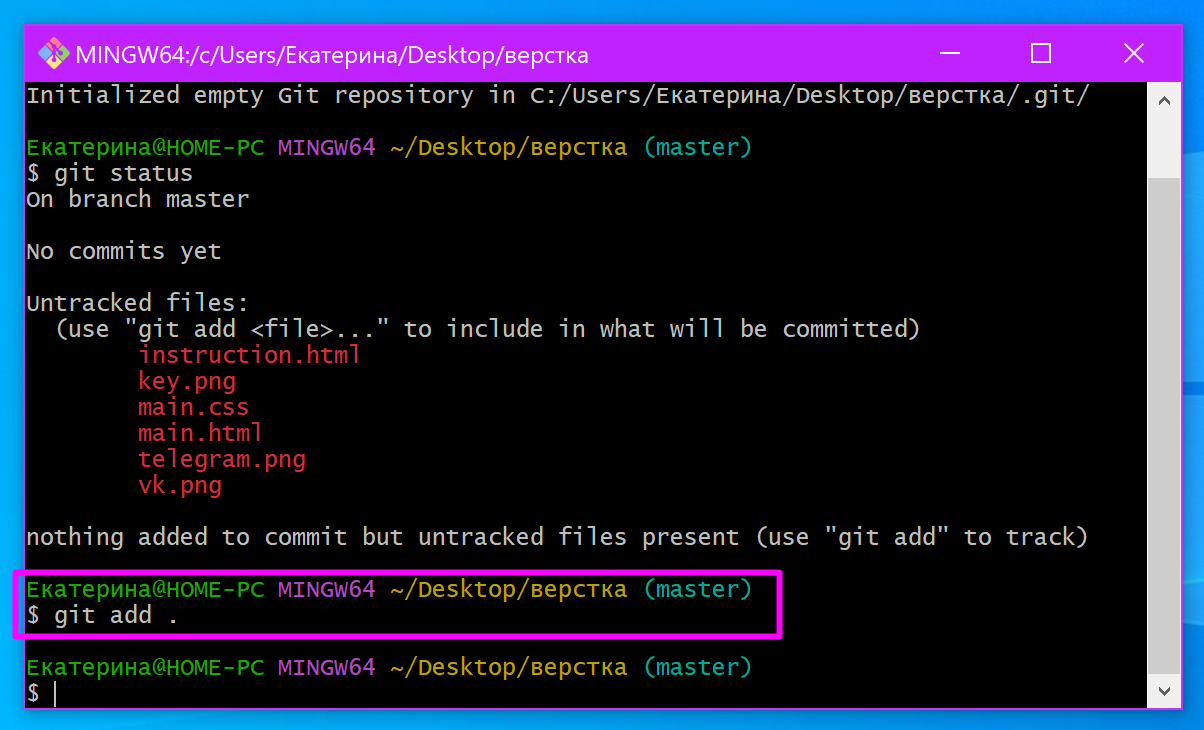 MINGW64:/c/Users/Екатерина/Desktop/верстка
Initialized empty Git repository in C:/Users/Екатерина/Desktop/верстка/.git/
Екатерина@HOME-PC MINGW64 ~/Desktop/верстка (master)
$ git status
On branch master
No commits yet
Untracked files:
(use "git add <file>..." to include in what will be committed)
instruction.html
key.png
main.css
main.html
telegram.png
vk.png
nothing added to commit but untracked files present (use "git add" to track)
Екатерина@HOME-PC MINGW64 ~/Desktop/верстка (master)
$ git add .
Екатерина@HOME-PC MINGW64 ~/Desktop/верстка (master)
$